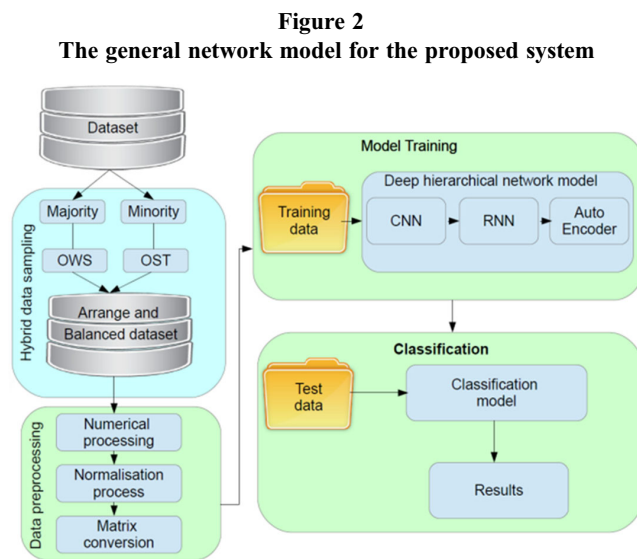 Figure 2
The general network model for the proposed system
Dataset
Hybrid data sampling
Majority
Minority
OWS
OST
Arrange and
Balanced dataset
Data preprocessing
Numerical
processing
Normalisation
process
Matrix
conversion
Model Training
Training
data
Deep hierarchical network model
CNN
RNN
Auto
Encoder
Classification
Test
data
Classification
model
Results